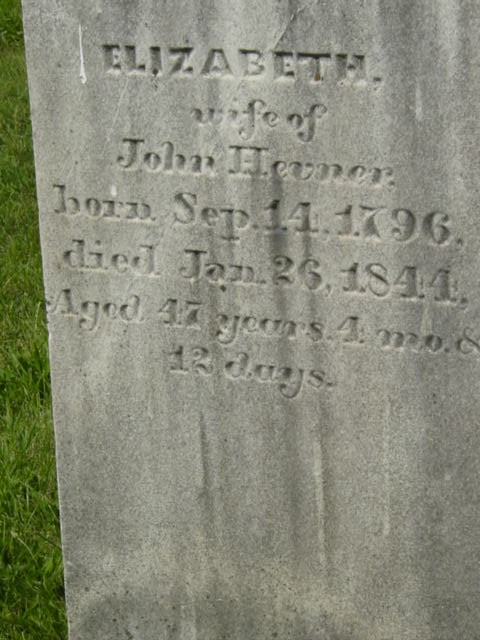 ELIZABETH,
wife of
John Hevner.
born Sep. 14, 1796,
died Jan. 26, 1844,
Aged 47 years. 4 mo. &
12 days.